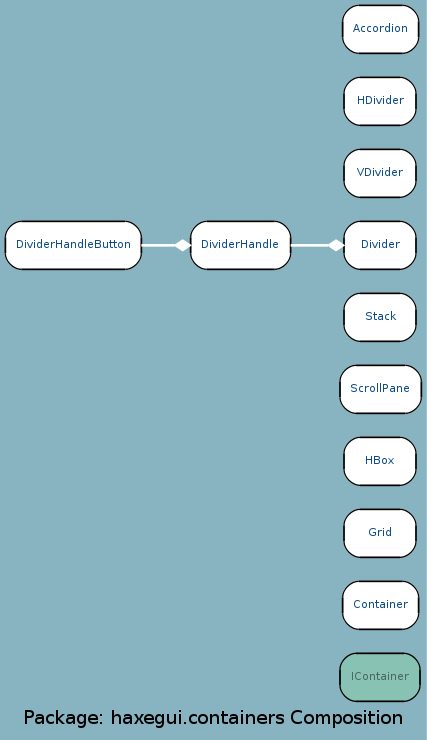 Accordion
HDivider
VDivider
DividerHandleButton
DividerHandle
Divider
Stack
ScrollPane
HBox
Grid
Container
IContainer
Package: haxegui.containers Composition